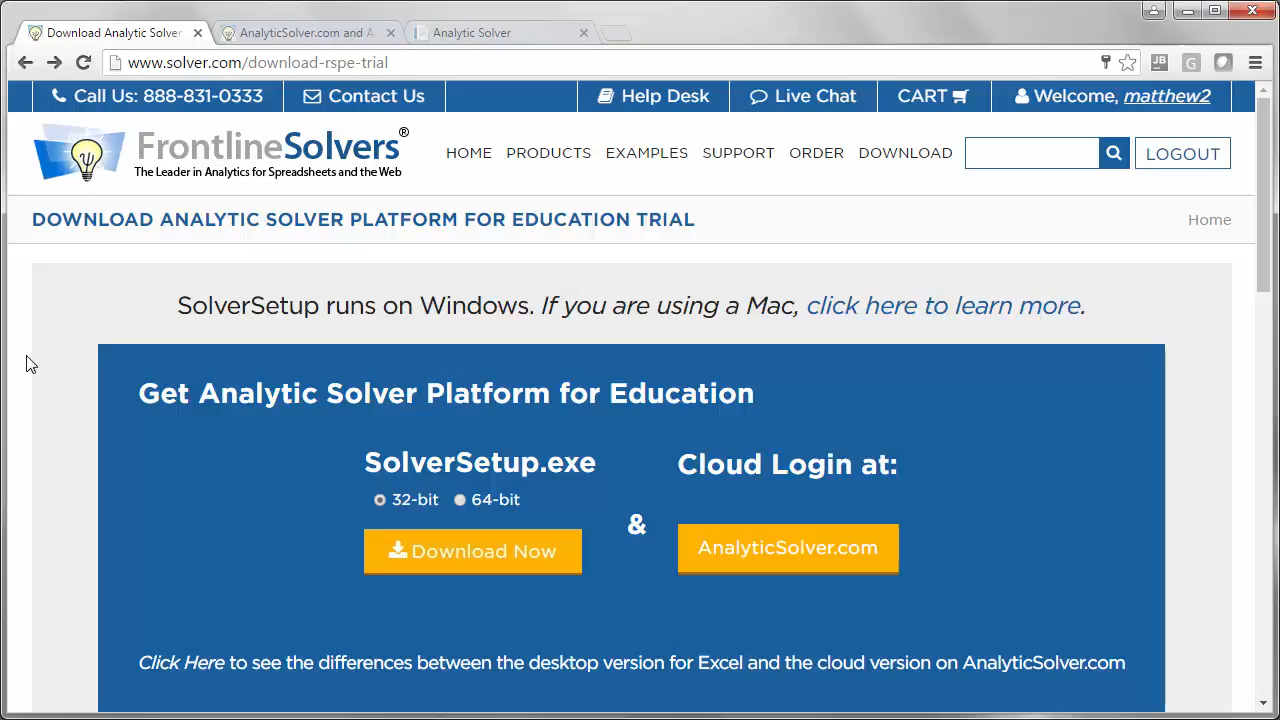 Download Analytic Solver
AnalyticSolver.com and A
Analytic Solver
www.solver.com/download-rspe-trial
JB
G
Call Us: 888-831-0333
Contact Us
Help Desk
Live Chat
CART
Welcome, matthew2
FrontlineSolvers®
The Leader in Analytics for Spreadsheets and the Web
HOME
PRODUCTS
EXAMPLES
SUPPORT
ORDER
DOWNLOAD
LOGOUT
DOWNLOAD ANALYTIC SOLVER PLATFORM FOR EDUCATION TRIAL
Home
SolverSetup runs on Windows. If you are using a Mac, click here to learn more.
Get Analytic Solver Platform for Education
SolverSetup.exe
32-bit
64-bit
Download Now
&
Cloud Login at:
AnalyticSolver.com
Click Here to see the differences between the desktop version for Excel and the cloud version on AnalyticSolver.com